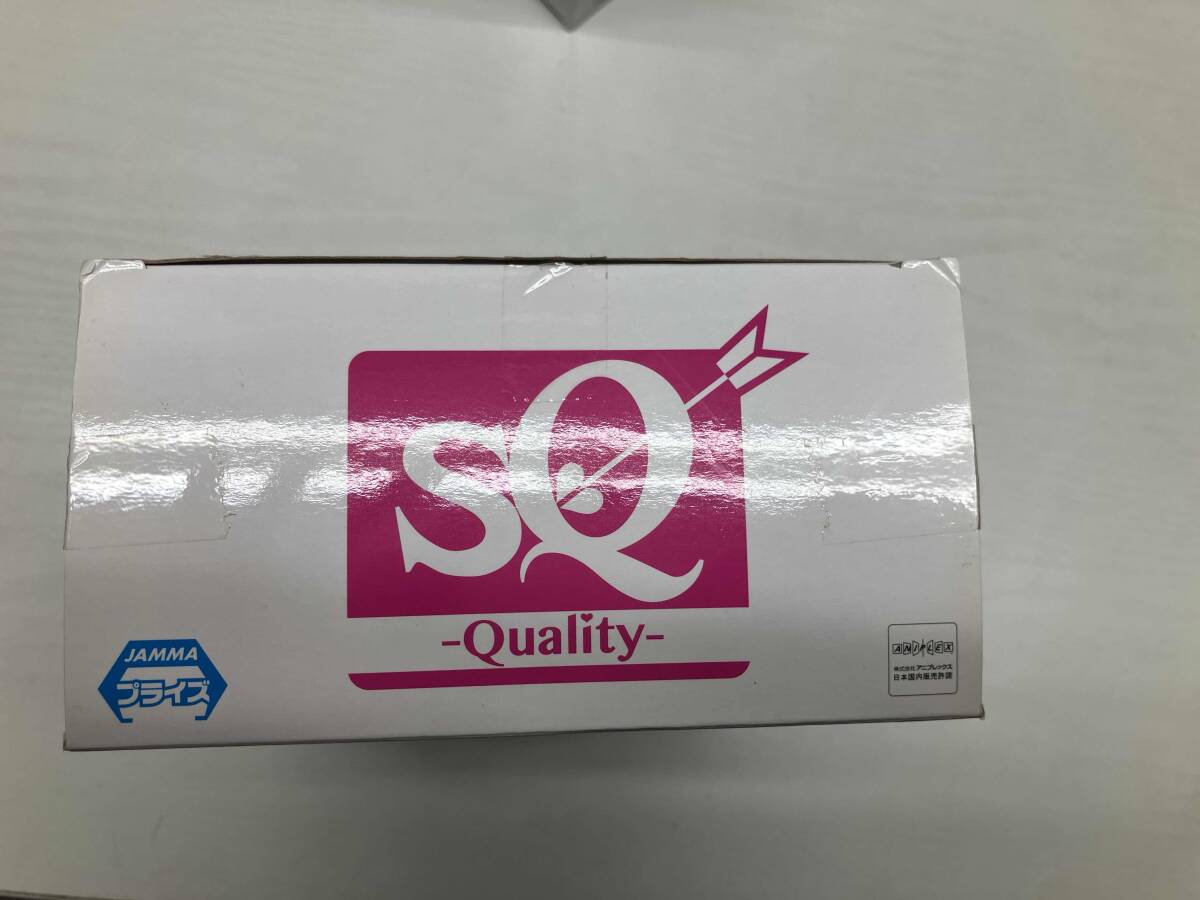 SQ
-Quality-
JAMMA
プライズ
ANIPLEX
株式会社 アニプレックス
日本国内販売許諾